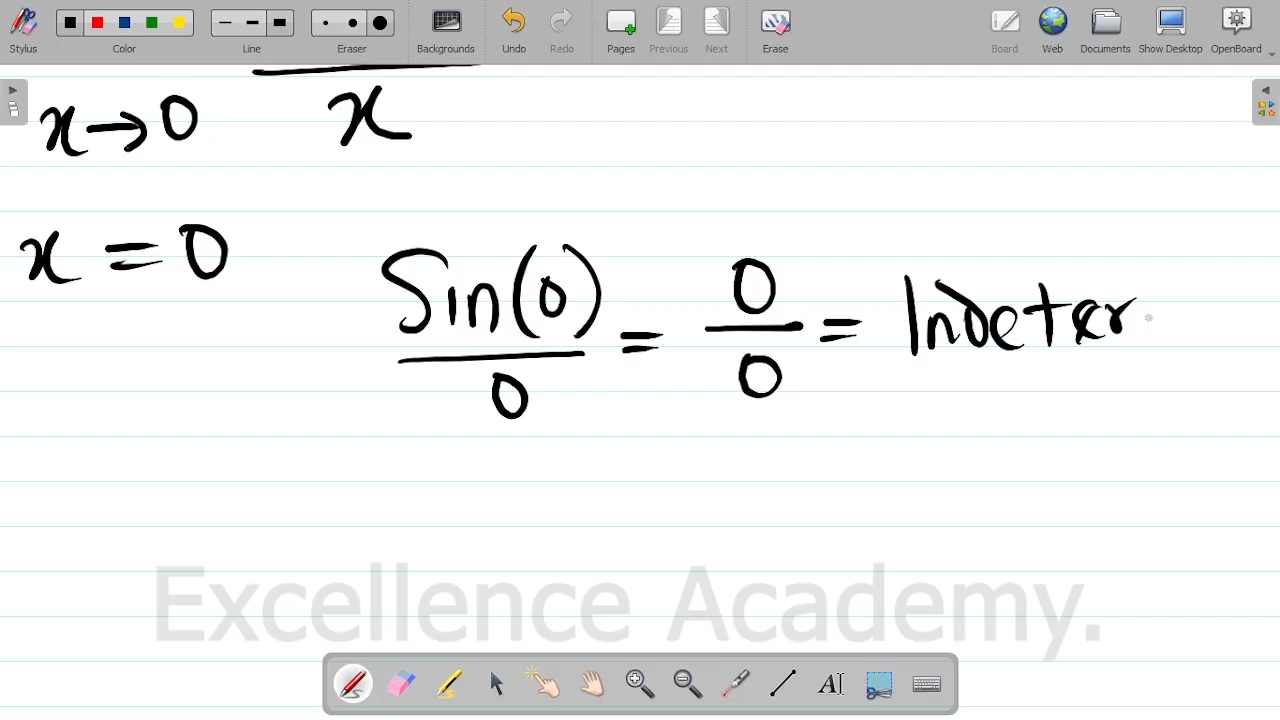 Stylus Color Line Eraser Backgrounds Undo Redo Pages Previous Next Erase Board Web Documents Show Desktop OpenBoard
x→0 x
x = 0 Sin(0)/0 = 0/0 = Indeter
Excellence Academy.